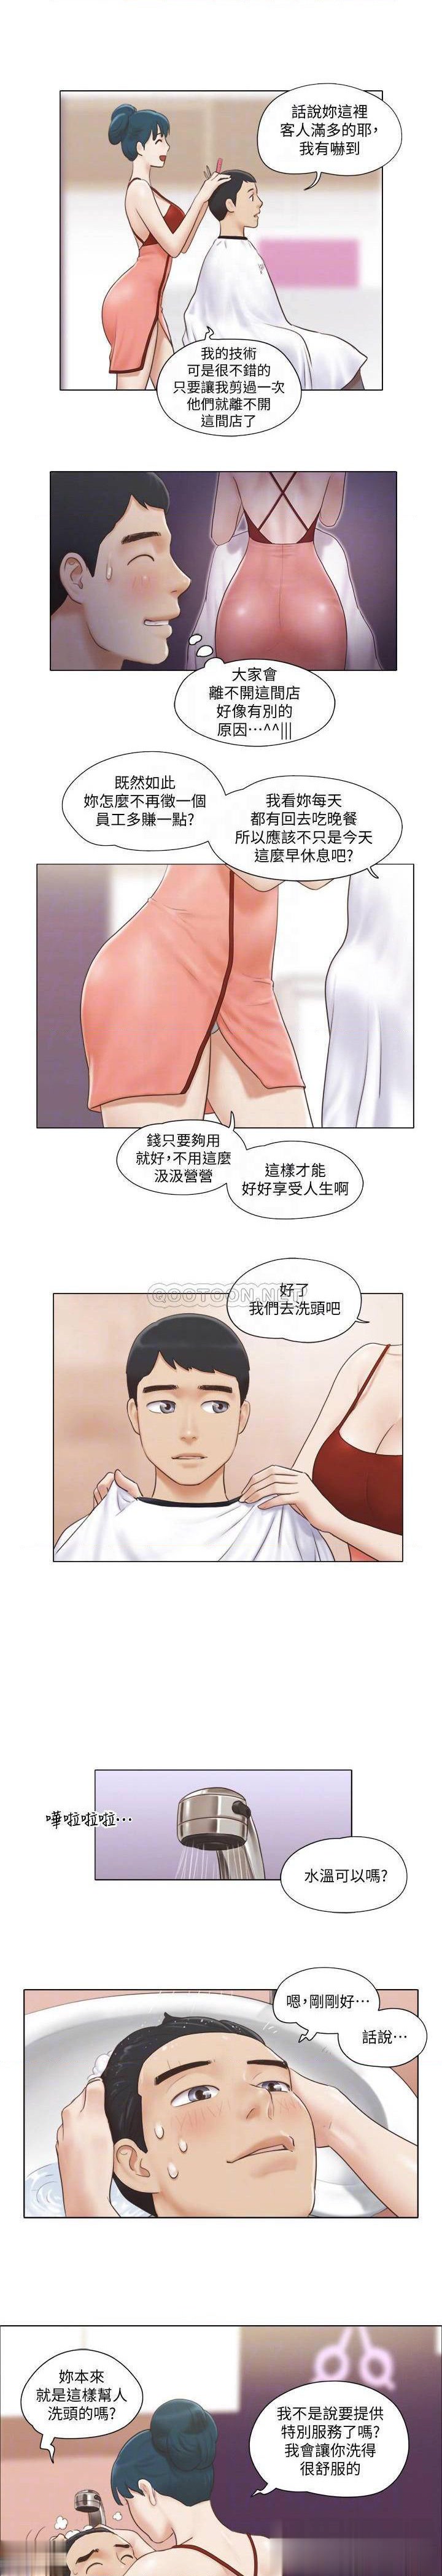 話說妳這裡
客人滿多的耶，
我有嚇到
我的技術
可是很不錯的
只要讓我剪過一次
他們就離不開
這間店了
大家會
離不開這間店
好像有別的
原因…^^|||
既然如此
妳怎麼不再徵一個
員工多賺一點?
我看妳每天
都有回去吃晚餐
所以應該不只是今天
這麼早休息吧?
錢只要夠用
就好，不用這麼
汲汲營營
這樣才能
好好享受人生啊
好了
我們去洗頭吧
QOOTOON.NET
嘩啦啦啦…
水溫可以嗎?
嗯，剛剛好…
話說…
妳本來
就是這樣幫人
洗頭的嗎?
我不是說要提供
特別服務了嗎?
我會讓你洗得
很舒服的